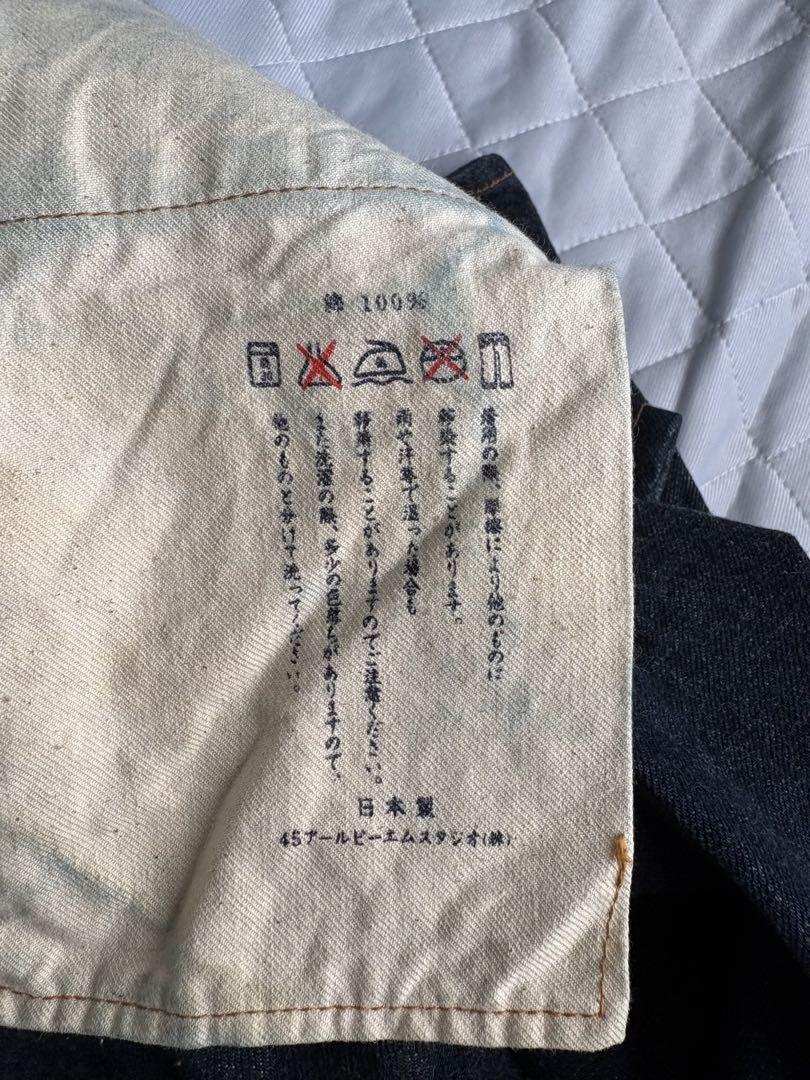 綿 100%
着用の際、摩擦により他のものに
移染することがあります。
雨や汗等で湿った場合も
移染することがありますのでご注意ください。
また洗濯の際、多少の色落ちがありますので、
他のものと分けて洗ってください。
日本製
45アールピーエムスタジオ(株)